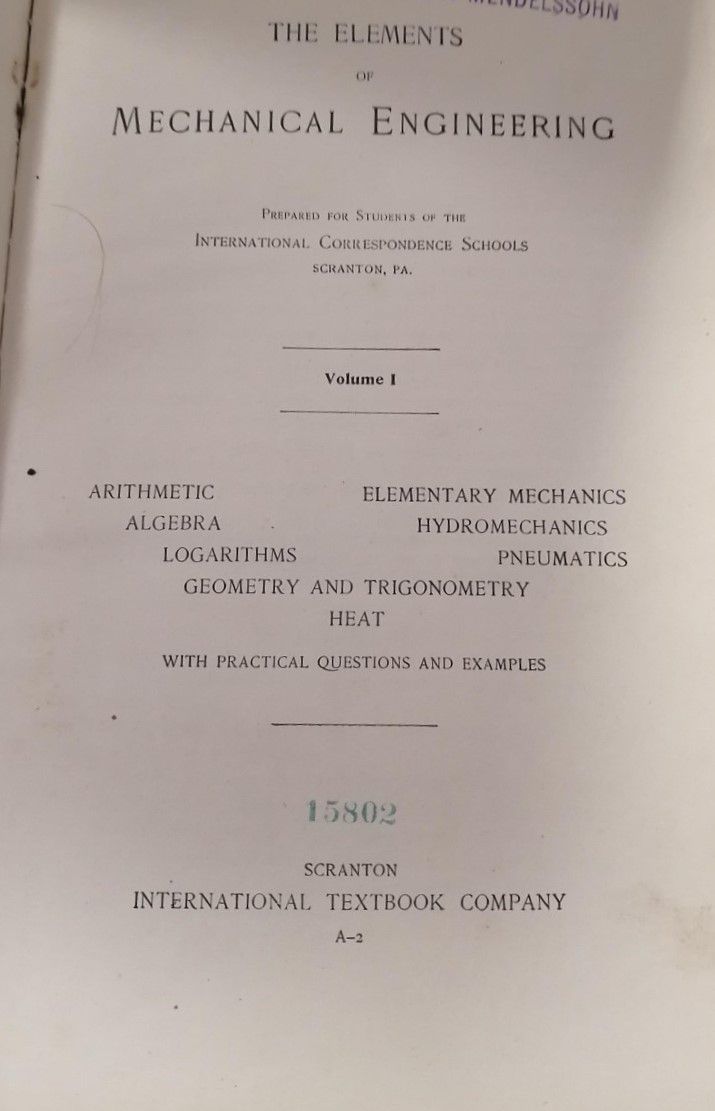 MENDELSSOHN
THE ELEMENTS
OF
MECHANICAL ENGINEERING
PREPARED FOR STUDENTS OF THE
INTERNATIONAL CORRESPONDENCE SCHOOLS
SCRANTON, PA.
Volume I
ARITHMETIC ELEMENTARY MECHANICS
ALGEBRA HYDROMECHANICS
LOGARITHMS PNEUMATICS
GEOMETRY AND TRIGONOMETRY
HEAT
WITH PRACTICAL QUESTIONS AND EXAMPLES
15802
SCRANTON
INTERNATIONAL TEXTBOOK COMPANY
A–2